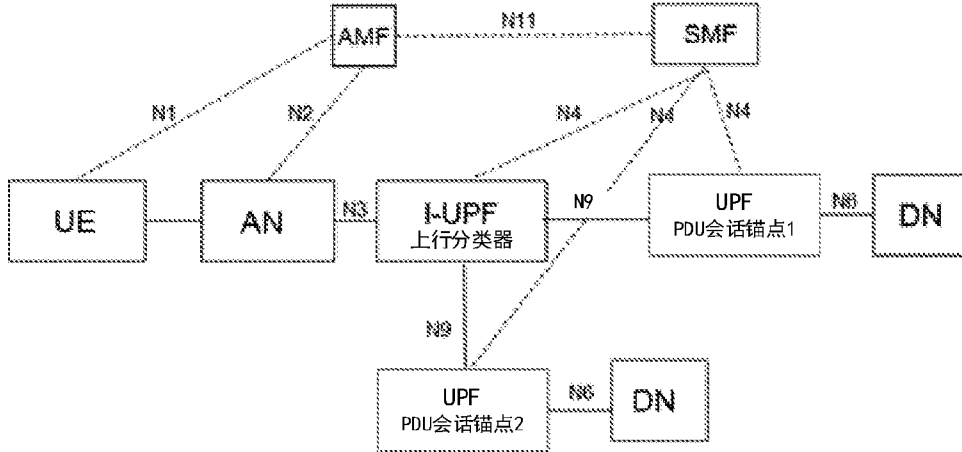 N11
AMF
SMF
N1
N2
N4
N4
N4
UE
AN
N3
I-UPF
上行分类器
N9
UPF
PDU会话锚点1
N6
DN
N9
UPF
PDU会话锚点2
N6
DN